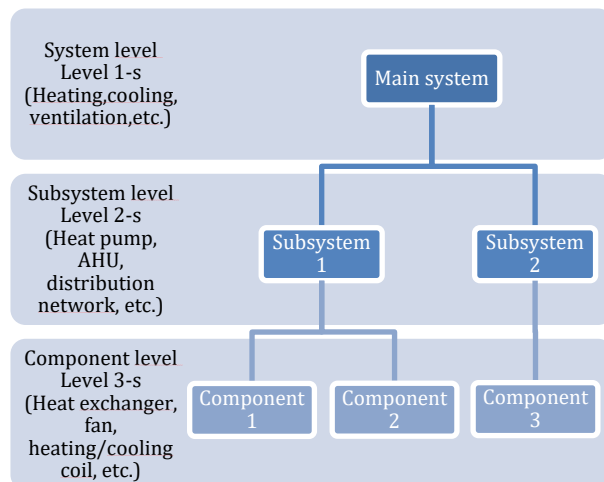 System level
Level 1-s
(Heating,cooling,
ventilation,etc.)
Main system
Subsystem level
Level 2-s
(Heat pump,
AHU,
distribution
network, etc.)
Subsystem
1
Subsystem
2
Component level
Level 3-s
(Heat exchanger,
fan,
heating/cooling
coil, etc.)
Component
1
Component
2
Component
3